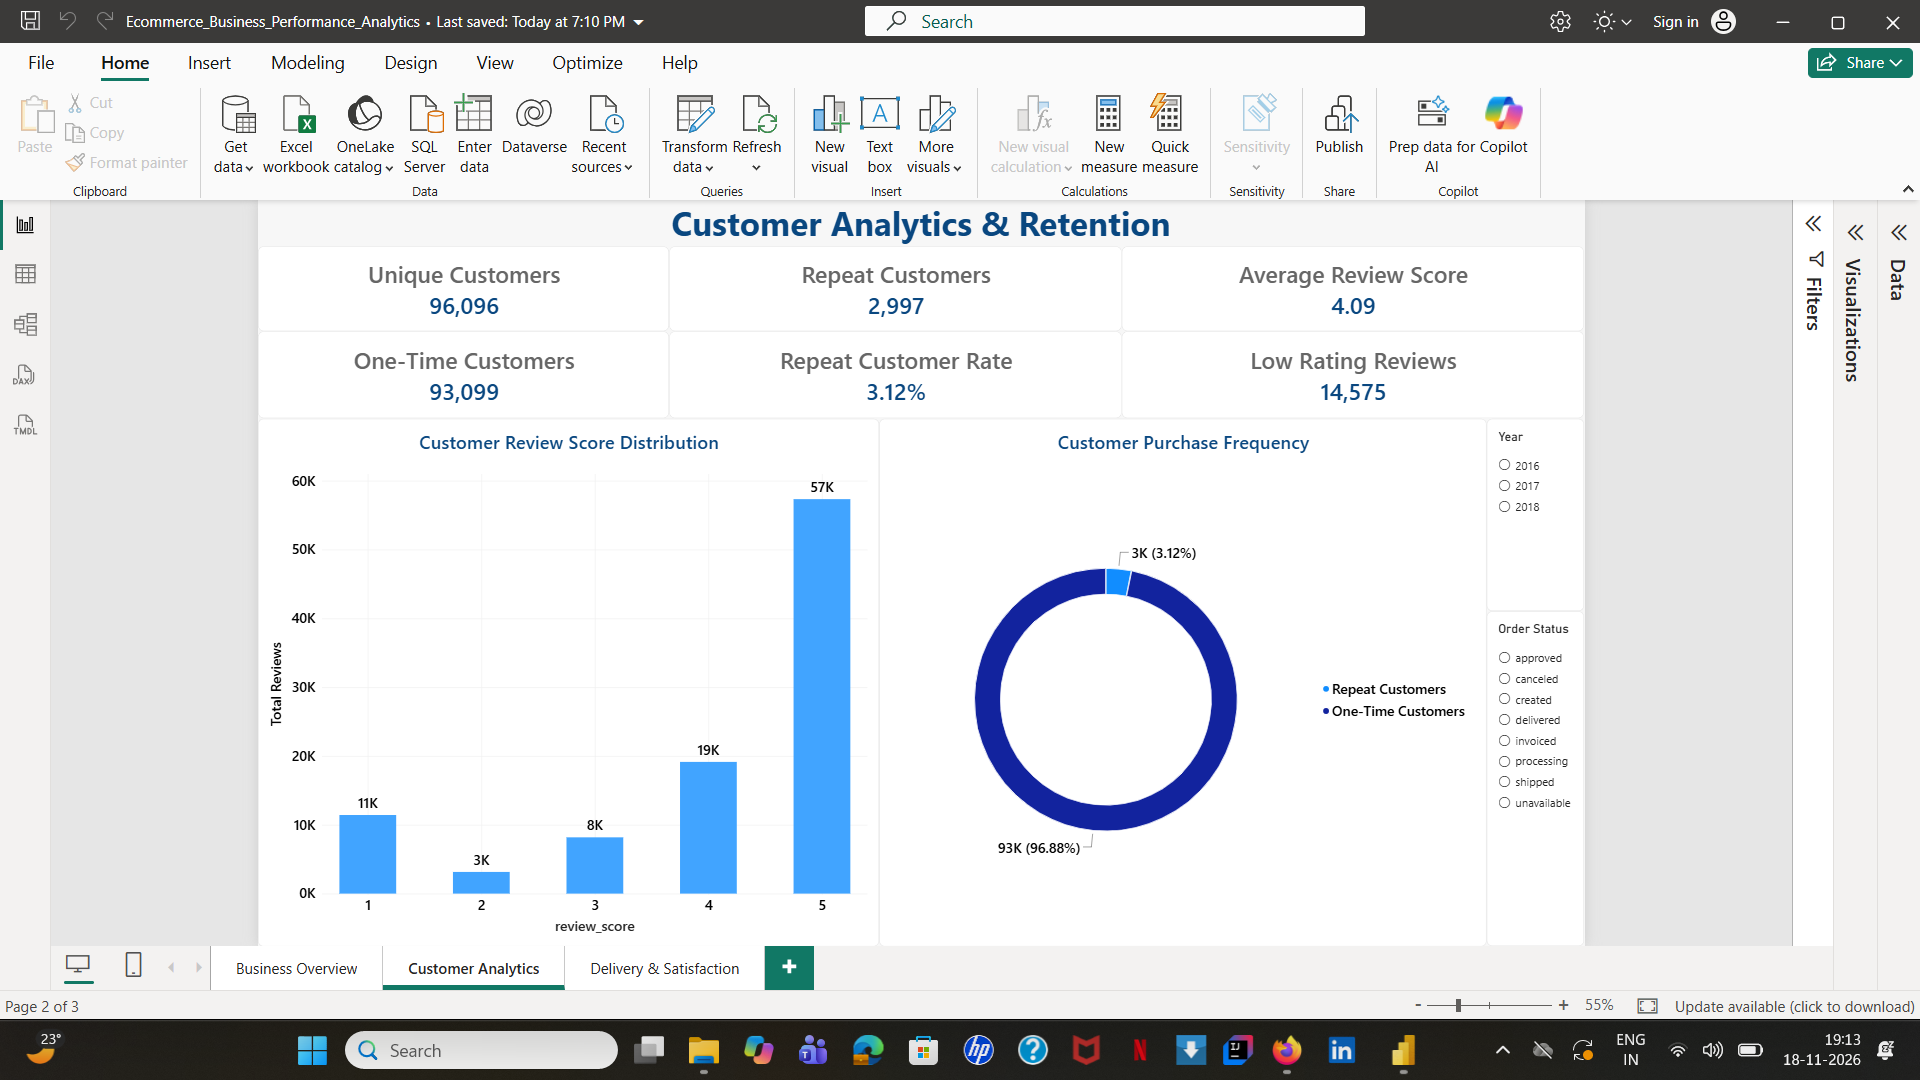 Ecommerce_Business_Performance_Analytics • Last saved: Today at 7:10 PM
Search
Sign in
File
Home
Insert
Modeling
Design
View
Optimize
Help
Share
Paste
Cut
Copy
Format painter
Clipboard
Get data
Excel workbook
OneLake catalog
SQL Server
Enter data
Dataverse
Recent sources
Data
Transform data
Refresh
Queries
New visual
Text box
More visuals
Insert
New visual calculation
New measure
Quick measure
Calculations
Sensitivity
Sensitivity
Publish
Share
Prep data for AI
Copilot
Copilot
DAX
TMDL
Customer Analytics & Retention
Unique Customers
96,096
Repeat Customers
2,997
Average Review Score
4.09
One-Time Customers
93,099
Repeat Customer Rate
3.12%
Low Rating Reviews
14,575
Customer Review Score Distribution
Total Reviews
60K
50K
40K
30K
20K
10K
0K
11K
3K
8K
19K
57K
1
2
3
4
5
review_score
Customer Purchase Frequency
3K (3.12%)
93K (96.88%)
Repeat Customers
One-Time Customers
Year
2016
2017
2018
Order Status
approved
canceled
created
delivered
invoiced
processing
shipped
unavailable
Filters
Visualizations
Data
Business Overview
Customer Analytics
Delivery & Satisfaction
+
Page 2 of 3
- + 55%
Update available (click to download)
23°
Search
ENG
IN
19:13
18-11-2026